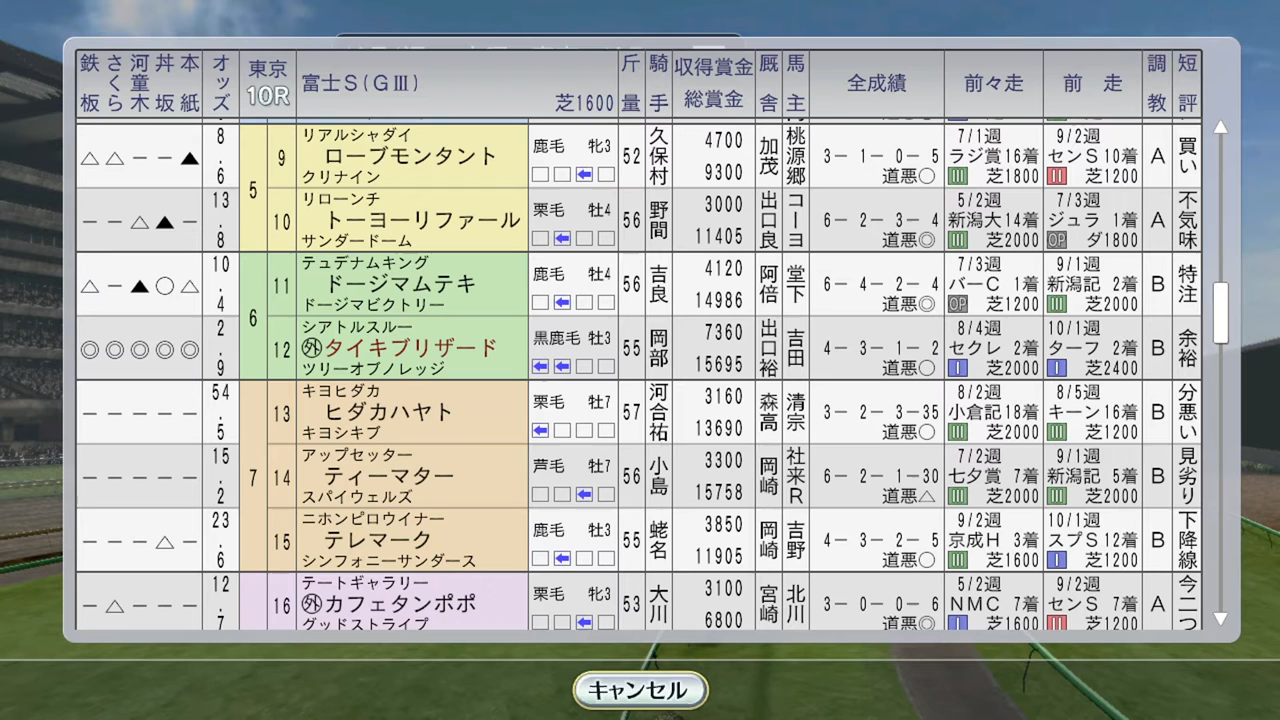 鉄板 さくら 河童木 丼坂 本紙 オッズ 東京10R 富士S(GⅢ) 芝1600 斤量 騎手 収得賞金 総賞金 厩舎 馬主 全成績 前々走 前走 調教 短評
△ △ － － ▲ 8.6 5 9 リアルシャダイ
ローブモンタント
クリナイン
鹿毛 牝3 52 久保村 4700 9300 加茂 桃源郷 3－ 1－ 0－ 5 道悪○
7/1週 ラジ賞16着 Ⅲ 芝1800
9/2週 センS10着 Ⅱ 芝1200 A 買い
－ － △ ▲ － 13.8 10 リローンチ
トーヨーリファール
サンダードーム
栗毛 牡4 56 野間 3000 11405 出口良 コーヨー 6－ 2－ 3－ 4 道悪◎
5/2週 新潟大14着 Ⅲ 芝2000
7/3週 ジュラ 1着 OP ダ1800 A 不気味
△ － ▲ ○ △ 10.4 6 11 テュデナムキング
ドージマムテキ
ドージマビクトリー
鹿毛 牡4 56 吉良 4120 14986 阿倍 堂下 6－ 4－ 2－ 4 道悪◎
7/3週 バーC 1着 OP 芝1200
9/1週 新潟記 2着 Ⅲ 芝2000 B 特注
◎ ◎ ◎ ◎ ◎ 2.9 12 シアトルスルー
外タイキブリザード
ツリーオブノレッジ
黒鹿毛 牡3 55 岡部 7360 15695 出口裕 吉田 4－ 3－ 1－ 2 道悪○
8/4週 セクレ 2着 Ⅰ 芝2000
10/1週 ターフ 2着 Ⅰ 芝2400 B 余裕
－ － － － － 54.5 7 13 キヨヒダカ
ヒダカハヤト
キヨシキブ
栗毛 牡7 57 河合祐 3160 13690 森高 清宗 3－ 2－ 3－35 道悪○
8/2週 小倉記18着 Ⅲ 芝2000
8/5週 キーン16着 Ⅲ 芝1200 B 分悪い
－ － － － － 15.2 14 アップセッター
ティーマター
スパイウェルズ
芦毛 牡7 56 小島 3300 15758 岡崎 社来R 6－ 2－ 1－30 道悪△
7/2週 七夕賞 7着 Ⅲ 芝2000
9/1週 新潟記 5着 Ⅲ 芝2000 B 見劣り
－ － － △ － 23.6 15 ニホンピロウイナー
テレマーク
シンフォニーサンダース
鹿毛 牡3 55 蛯名 3850 11905 岡崎 吉野 4－ 3－ 2－ 5 道悪○
9/2週 京成H 3着 Ⅲ 芝1600
10/1週 スプS12着 Ⅰ 芝1200 B 下降線
－ △ － － － 12.7 16 テートギャラリー
外カフェタンポポ
グッドストライプ
栗毛 牝3 53 大川 3100 6800 宮崎 北川 3－ 0－ 0－ 6 道悪◎
5/2週 NMC 7着 Ⅰ 芝1600
9/2週 センS 7着 Ⅱ 芝1200 A 今二つ
キャンセル